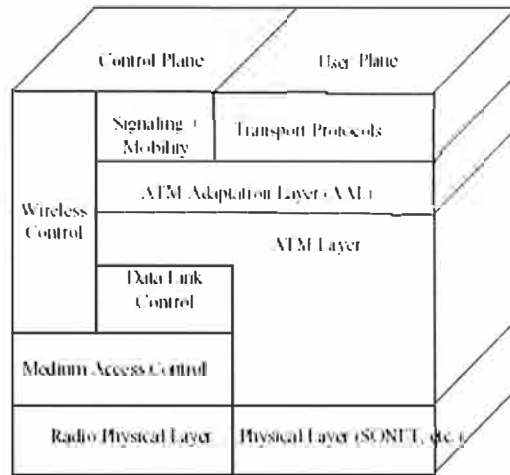 Control Plane
User Plane
Signaling +
Mobility
Transport Protocols
ATM Adaptation Layer (AAL)
Wireless
Control
ATM Layer
Data Link
Control
Medium Access Control
Radio Physical Layer
Physical Layer (SONET, etc.)